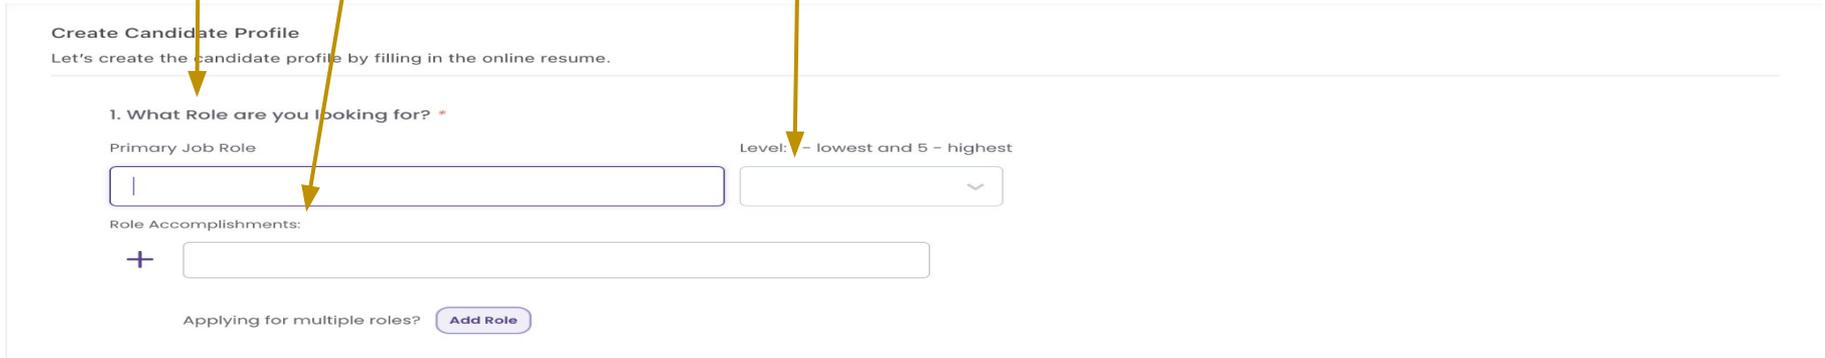 Create Candidate Profile
Let's create the candidate profile by filling in the online resume.
1. What Role are you looking for? *
Primary Job Role
Level: - lowest and 5 - highest
Role Accomplishments:
Applying for multiple roles? Add Role